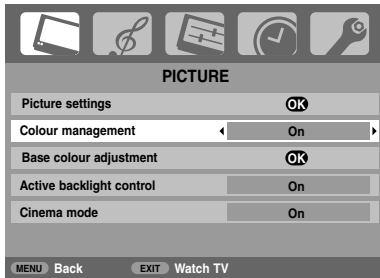 PICTURE
Picture settings OK
Colour management On
Base colour adjustment OK
Active backlight control On
Cinema mode On
MENU Back EXIT Watch TV